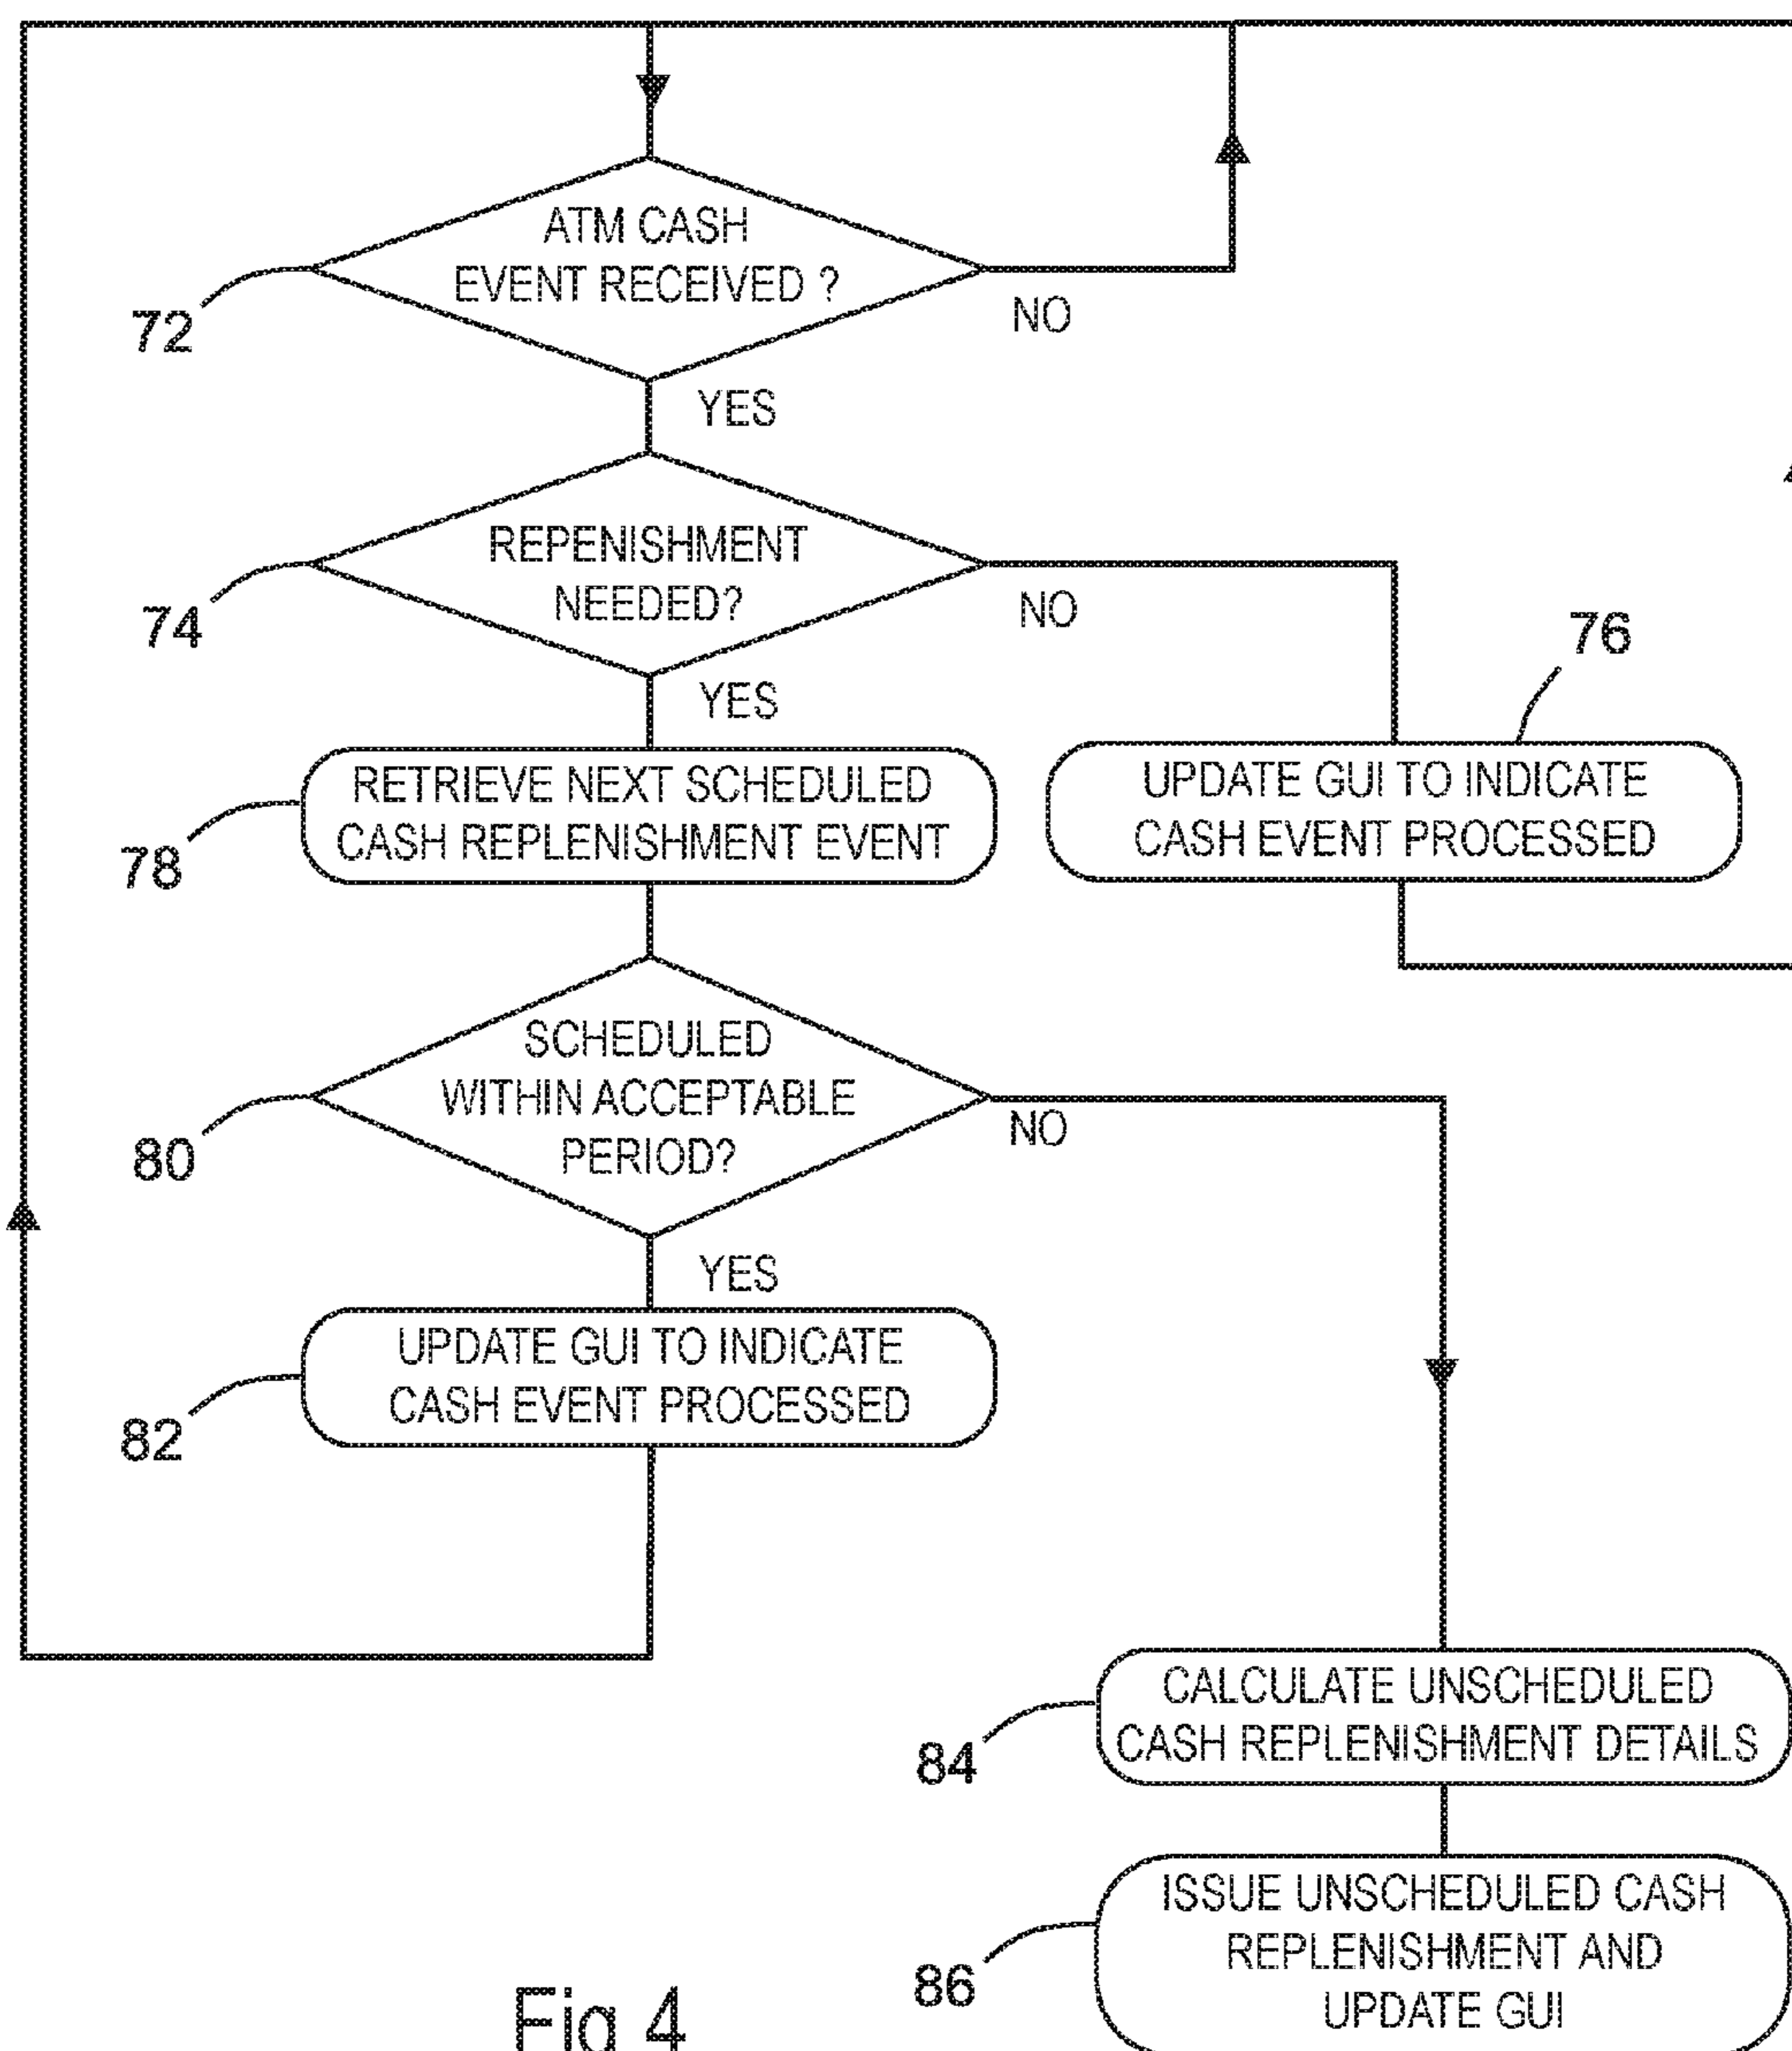 ATM CASH
EVENT RECEIVED ?
72
NO
YES
REPENISHMENT
NEEDED?
74
NO
76
YES
RETRIEVE NEXT SCHEDULED
CASH REPLENISHMENT EVENT
78
UPDATE GUI TO INDICATE
CASH EVENT PROCESSED
SCHEDULED
WITHIN ACCEPTABLE
PERIOD?
80
NO
YES
UPDATE GUI TO INDICATE
CASH EVENT PROCESSED
82
CALCULATE UNSCHEDULED
CASH REPLENISHMENT DETAILS
84
ISSUE UNSCHEDULED CASH
REPLENISHMENT AND
UPDATE GUI
86
Fig 4